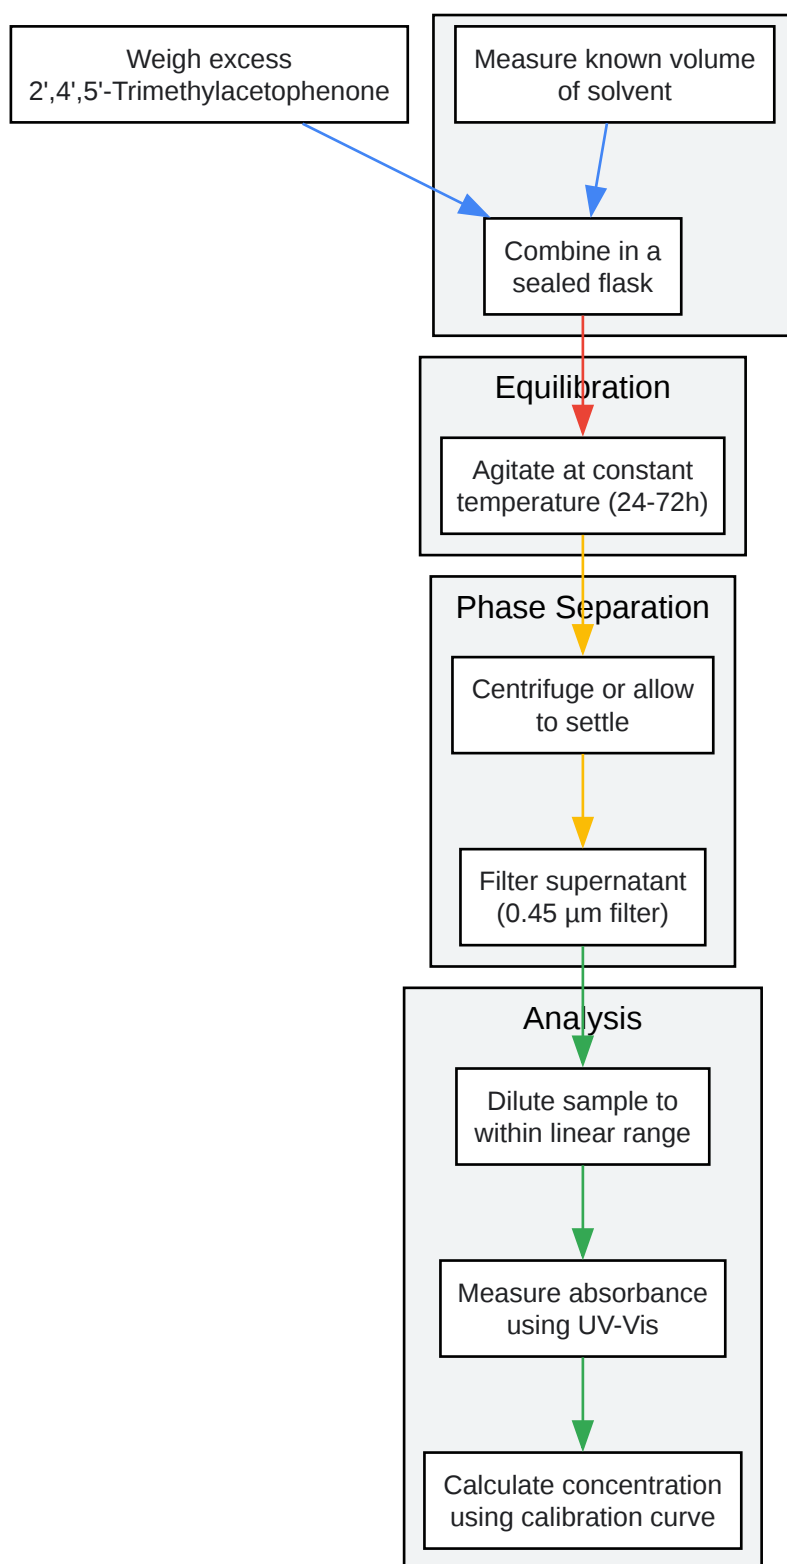 Weigh excess
2',4',5'-Trimethylacetophenone
Measure known volume
of solvent
Combine in a
sealed flask
Equilibration
Agitate at constant
temperature (24-72h)
Phase Separation
Centrifuge or allow
to settle
Filter supernatant
(0.45 µm filter)
Analysis
Dilute sample to
within linear range
Measure absorbance
using UV-Vis
Calculate concentration
using calibration curve